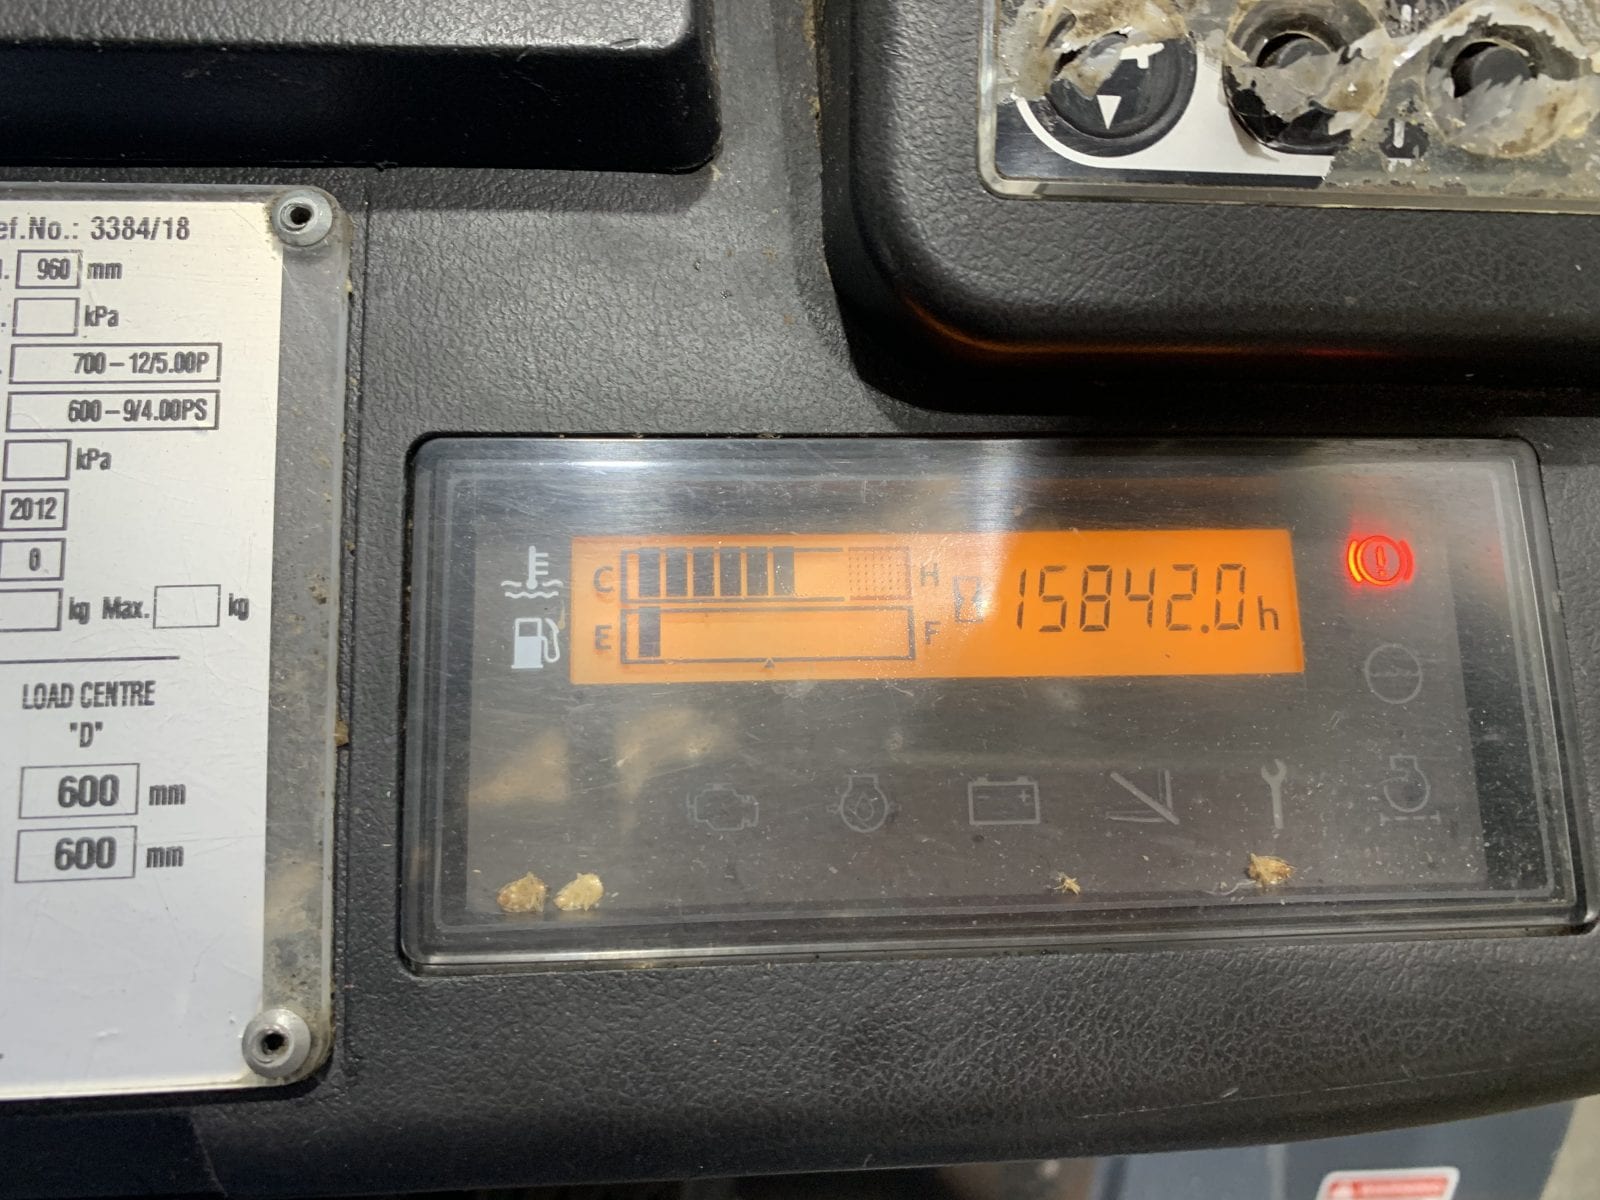 ef.No.: 3384/18
960 mm
kPa
700-12/5.00P
600-9/4.00PS
kPa
2012
kg Max. kg
LOAD CENTRE
"D"
600 mm
600 mm
C H 15842.0h
E F